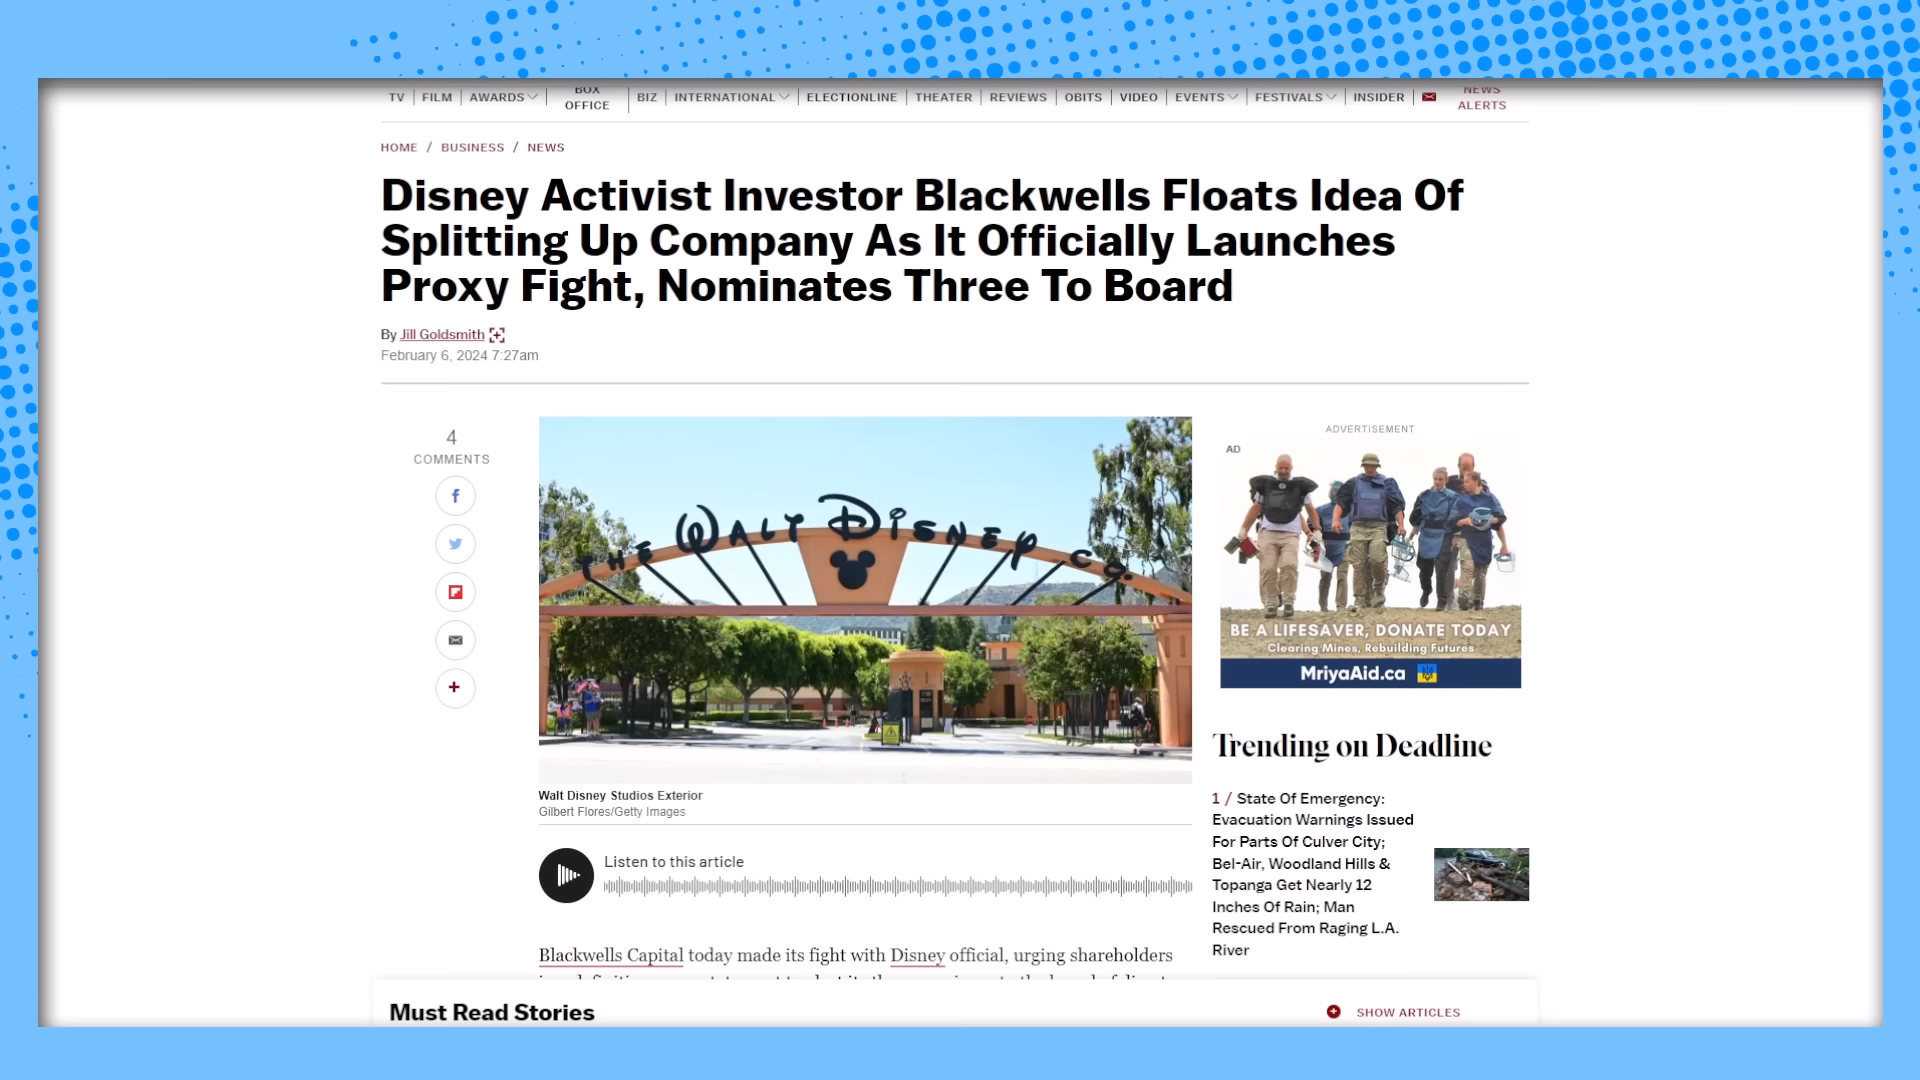 TV FILM AWARDS BOX OFFICE BIZ INTERNATIONAL ELECTIONLINE THEATER REVIEWS OBITS VIDEO EVENTS FESTIVALS INSIDER NEWS ALERTS
HOME / BUSINESS / NEWS
Disney Activist Investor Blackwells Floats Idea Of
Splitting Up Company As It Officially Launches
Proxy Fight, Nominates Three To Board
By Jill Goldsmith
February 6, 2024 7:27am
4
COMMENTS
THE WALT DISNEY CO.
Walt Disney Studios Exterior
Gilbert Flores/Getty Images
Listen to this article
Blackwells Capital today made its fight with Disney official, urging shareholders
ADVERTISEMENT
AD
BE A LIFESAVER, DONATE TODAY
Clearing Mines, Rebuilding Futures
MriyaAid.ca
Trending on Deadline
1 / State Of Emergency:
Evacuation Warnings Issued
For Parts Of Culver City;
Bel-Air, Woodland Hills &
Topanga Get Nearly 12
Inches Of Rain; Man
Rescued From Raging L.A.
River
Must Read Stories
SHOW ARTICLES